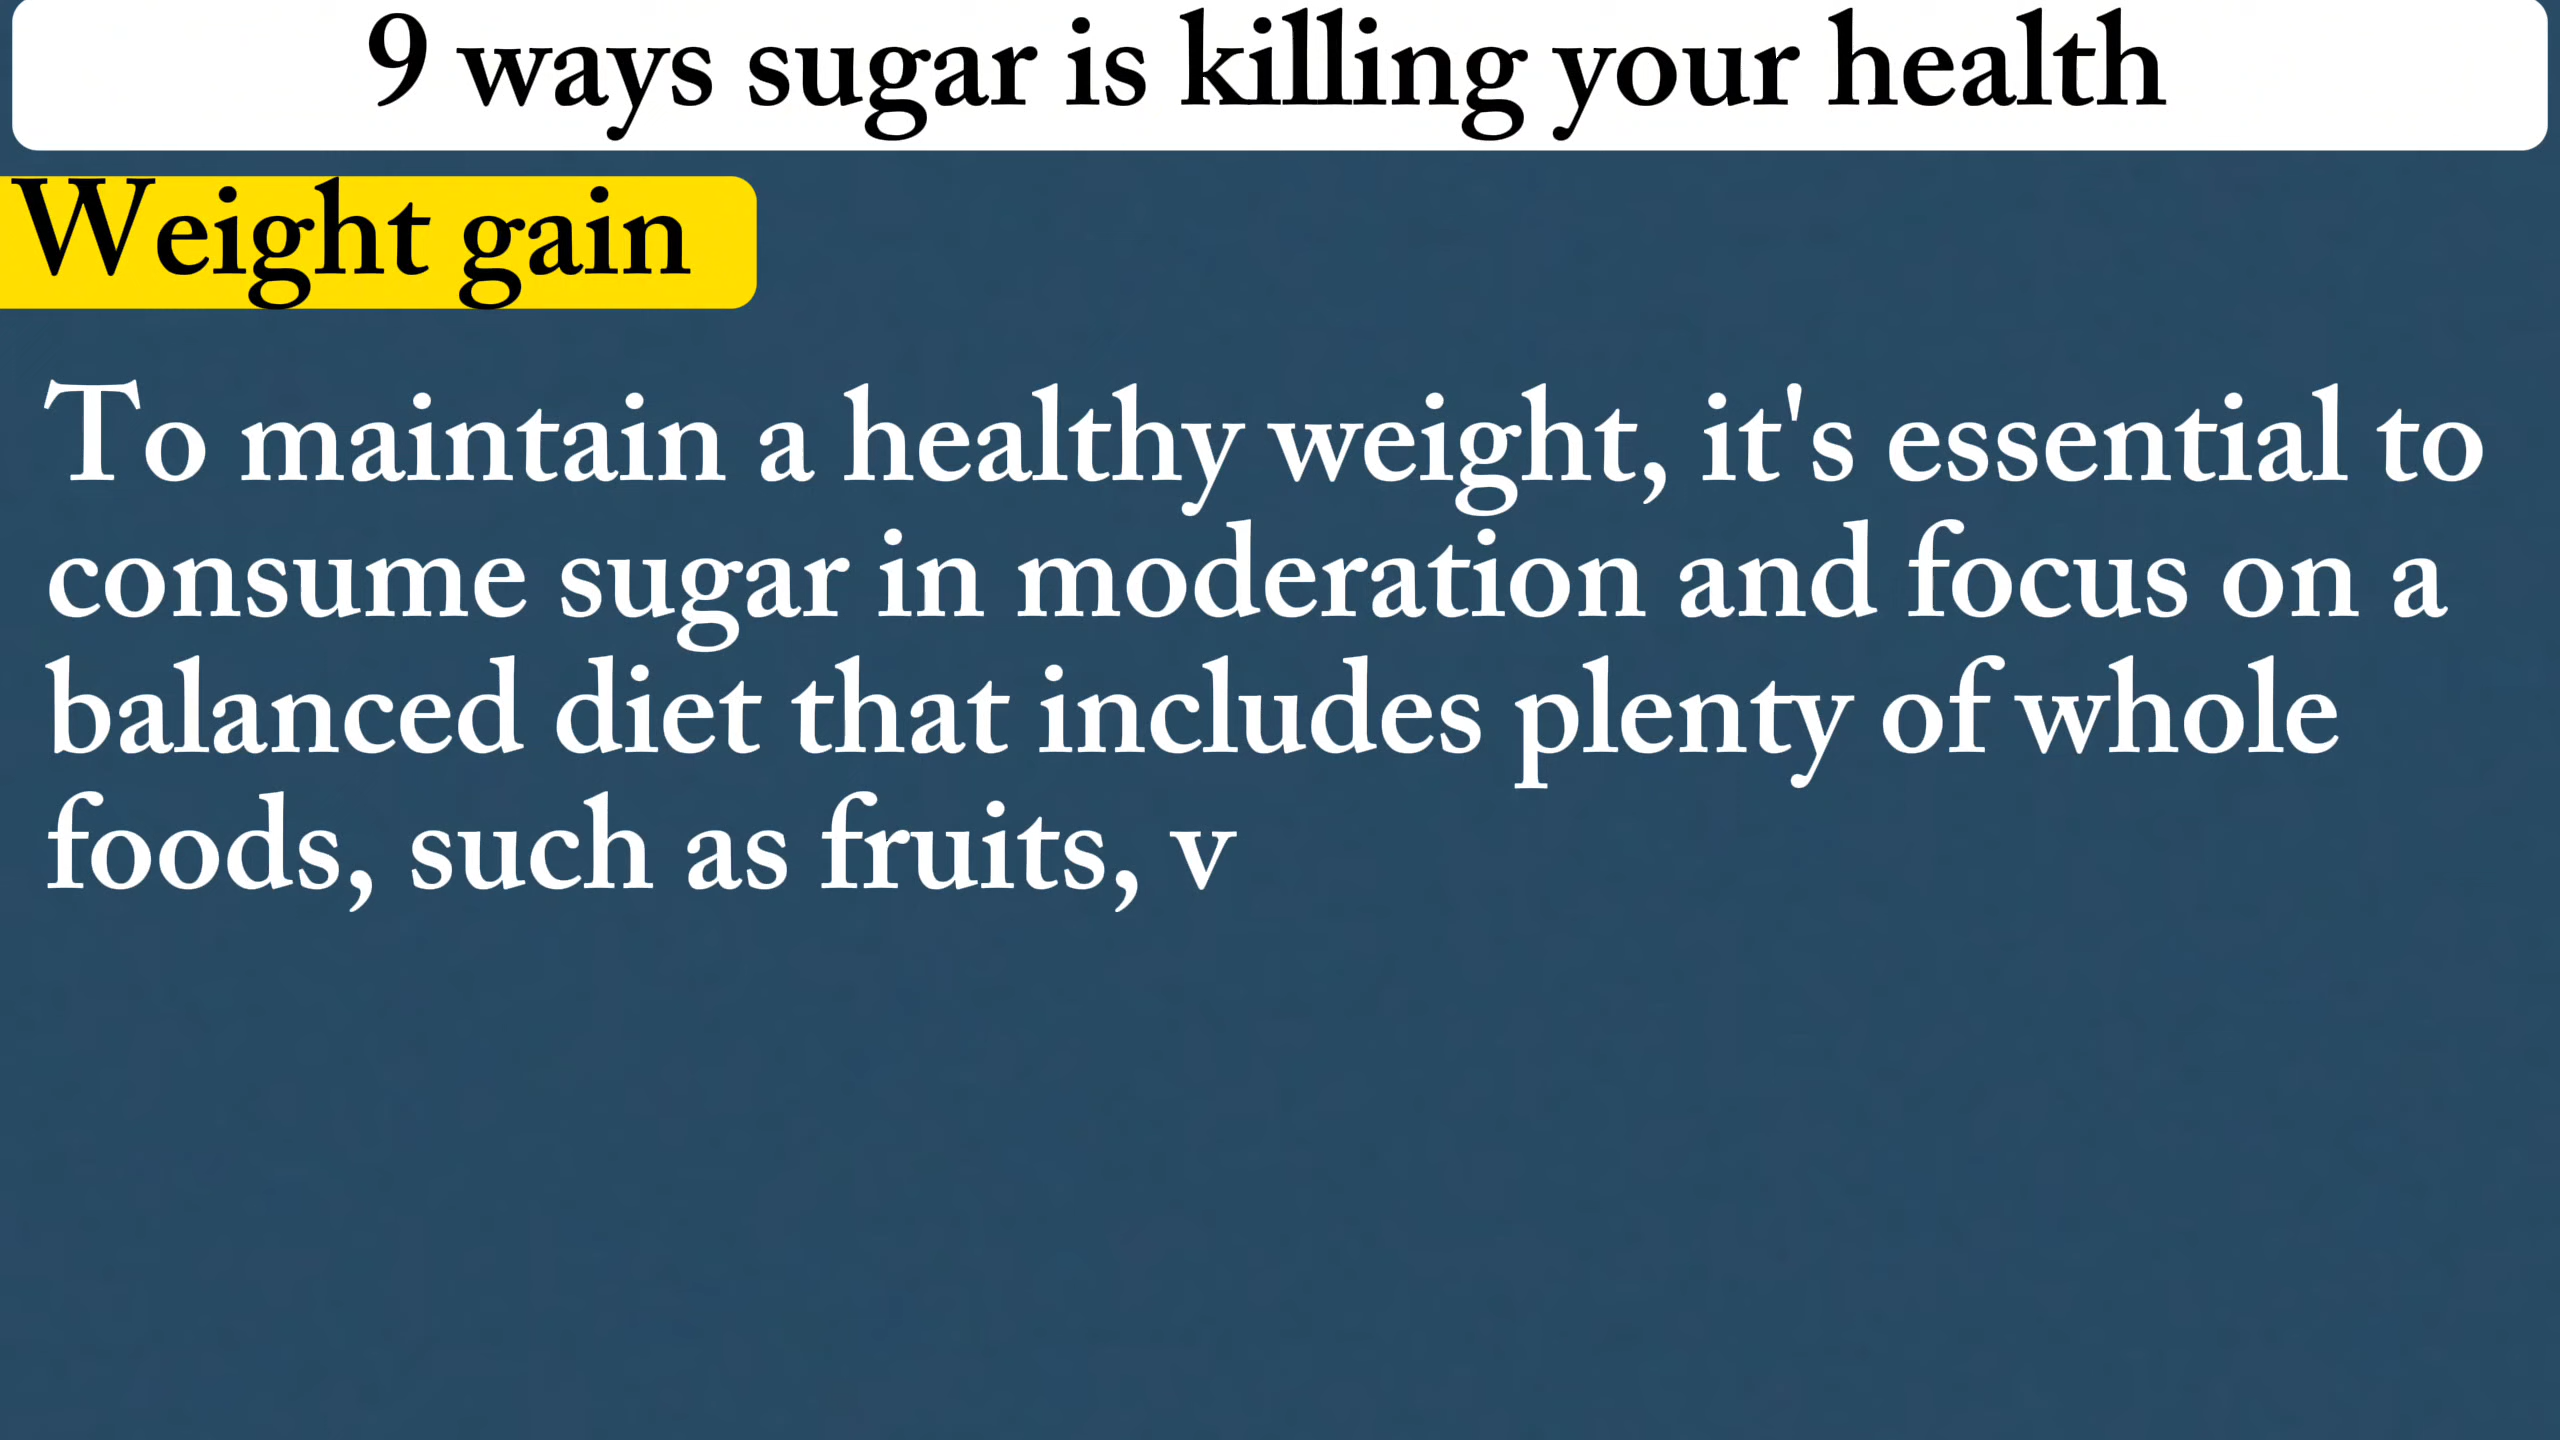 9 ways sugar is killing your health
Weight gain
To maintain a healthy weight, it's essential to
consume sugar in moderation and focus on a
balanced diet that includes plenty of whole
foods, such as fruits, v